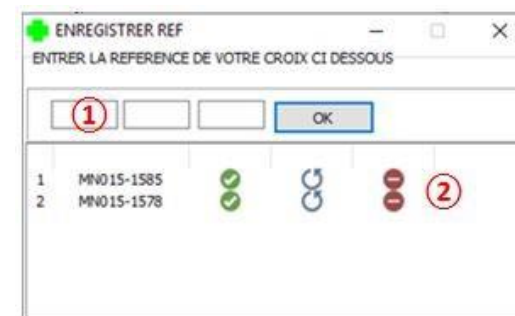 ENREGISTRER REF
ENTRER LA REFERENCE DE VOTRE CROIX CI DESSOUS
1 OK
1 MN015-1585
2 MN015-1578
2